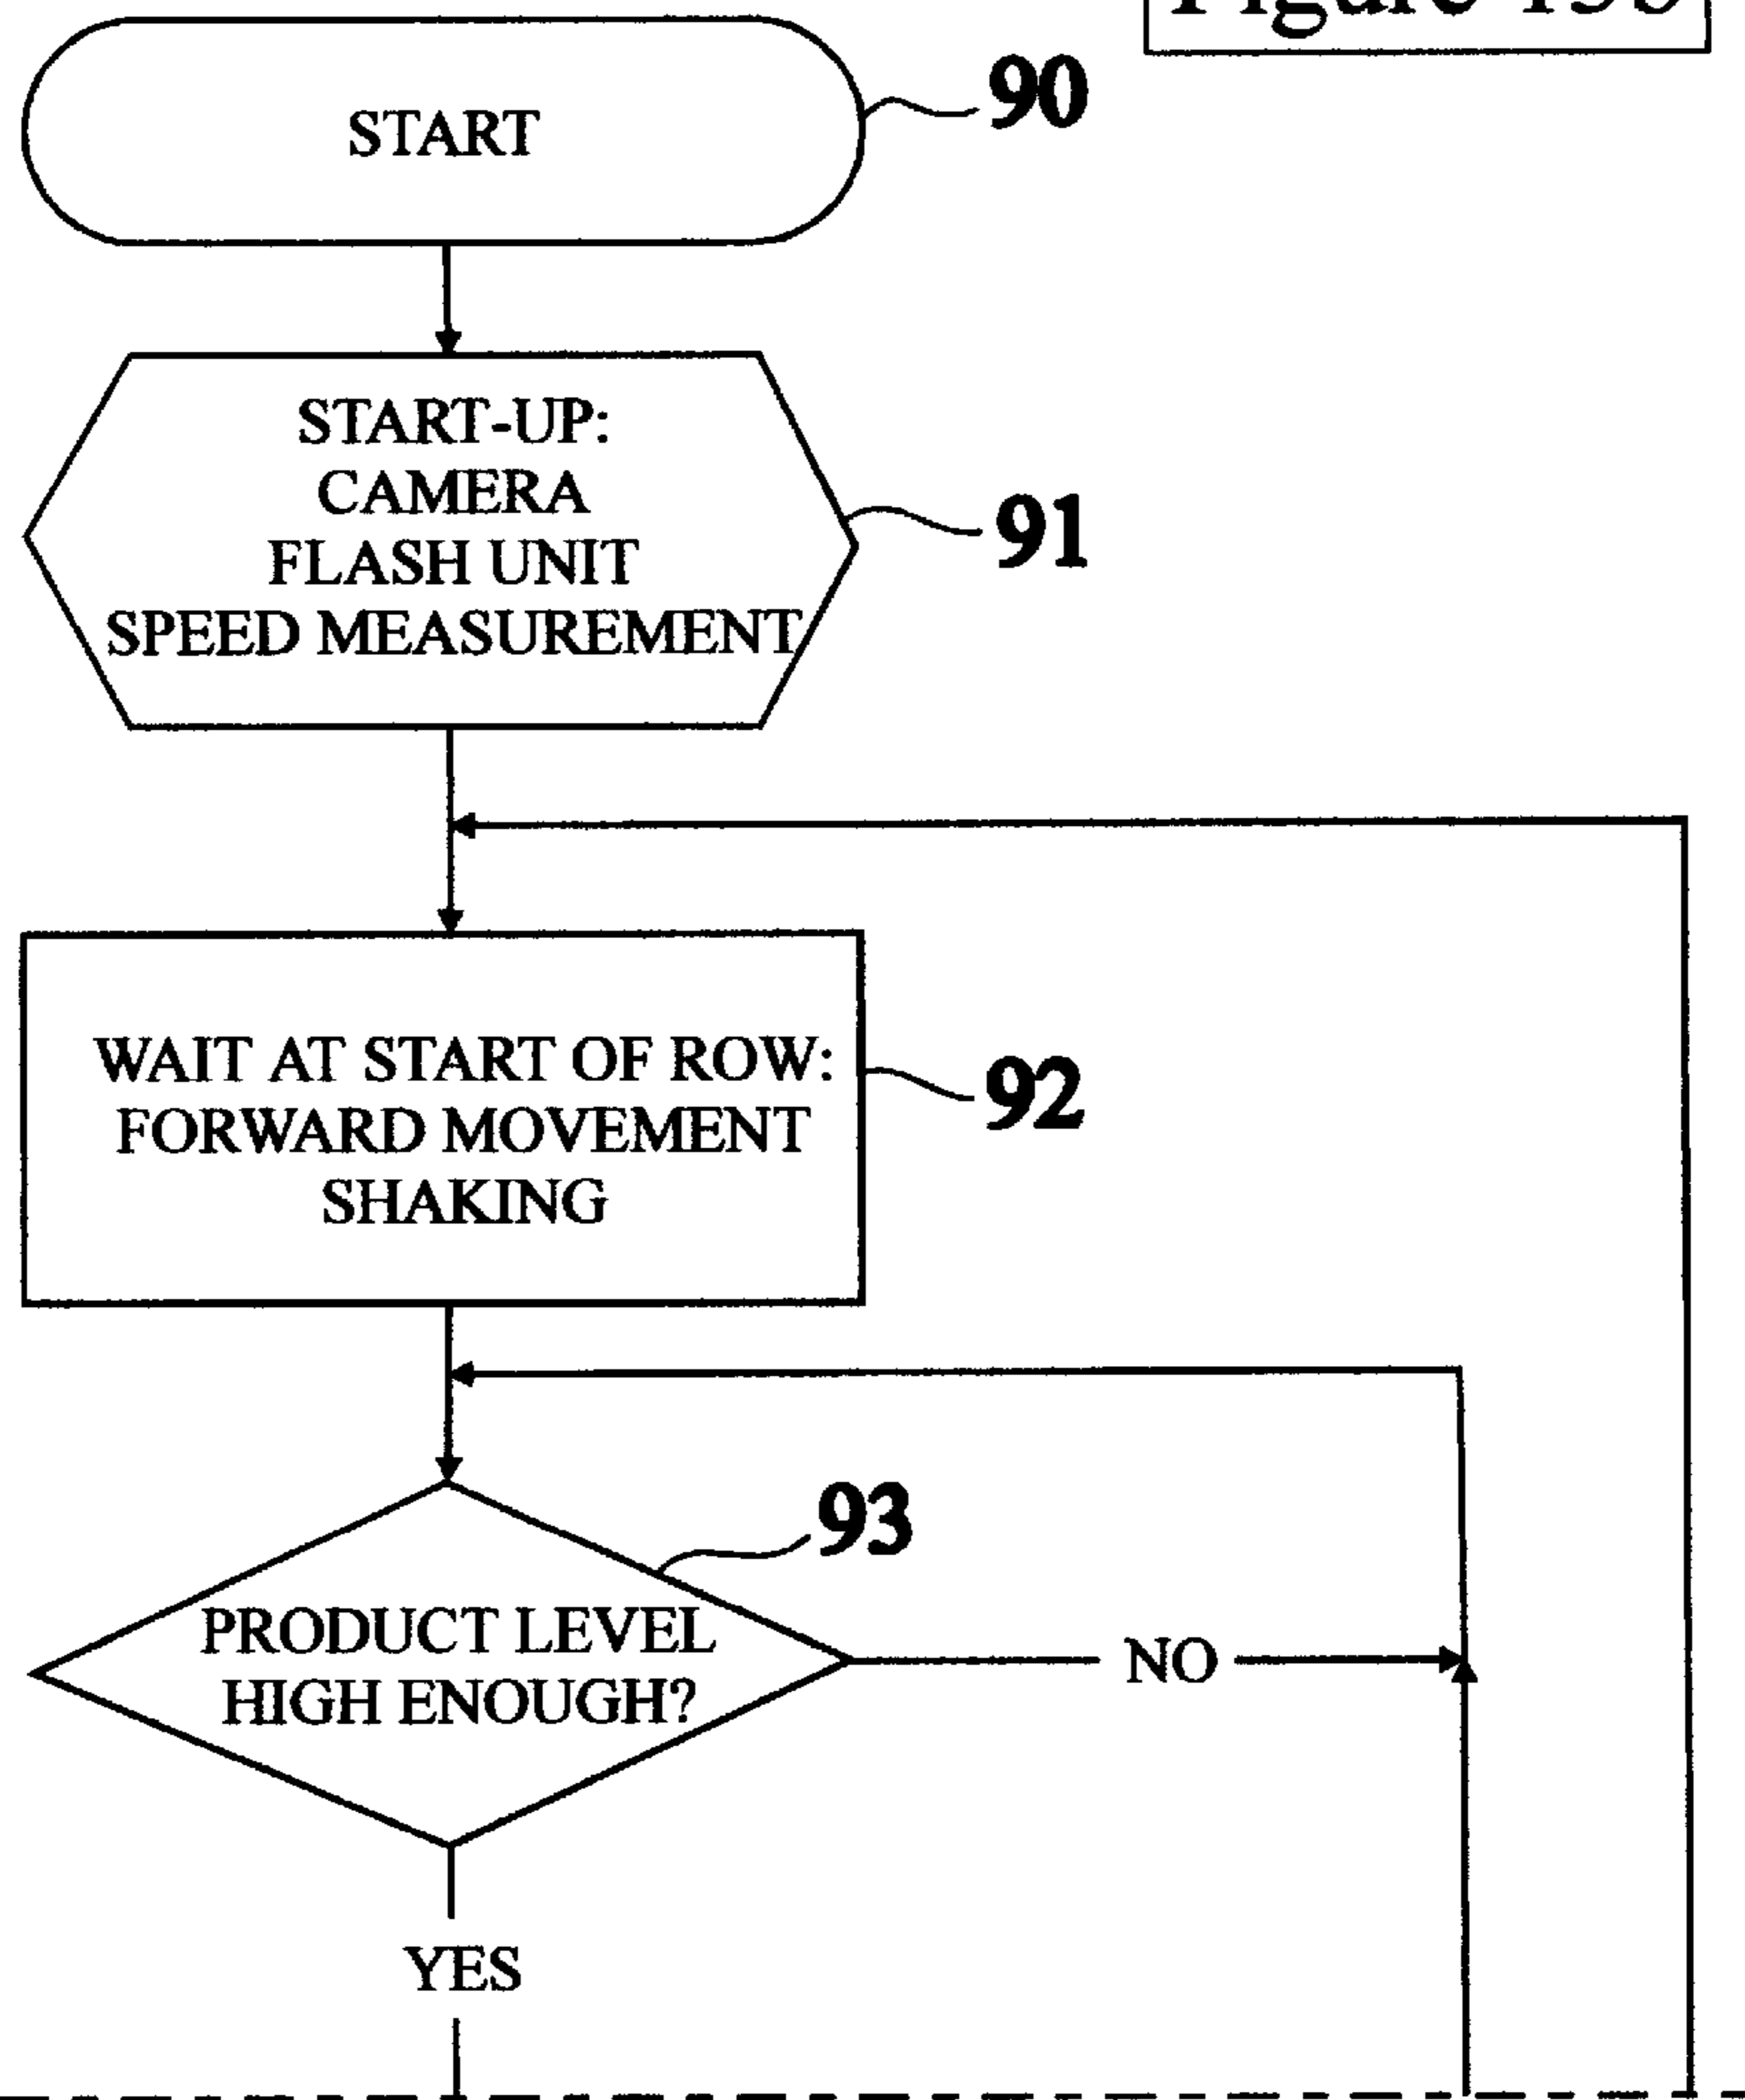 START
90
START-UP:
CAMERA
FLASH UNIT
SPEED MEASUREMENT
91
WAIT AT START OF ROW:
FORWARD MOVEMENT
SHAKING
92
93
PRODUCT LEVEL
HIGH ENOUGH?
NO
YES